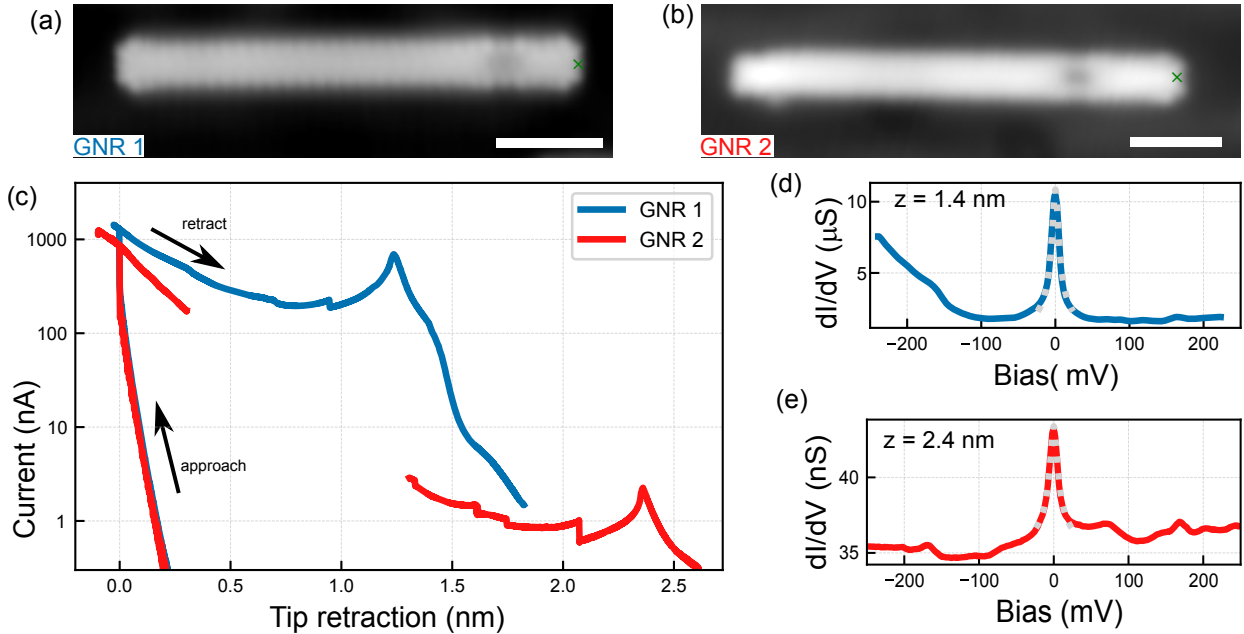 (a)
GNR 1
(b)
GNR 2
(c)
Current (nA)
1000
100
10
1
retract
approach
GNR 1
GNR 2
0.0 0.5 1.0 1.5 2.0 2.5
Tip retraction (nm)
(d)
dI/dV (µS)
10
5
z = 1.4 nm
−200 −100 0 100 200
Bias( mV)
(e)
dI/dV (nS)
40
35
z = 2.4 nm
−200 −100 0 100 200
Bias (mV)